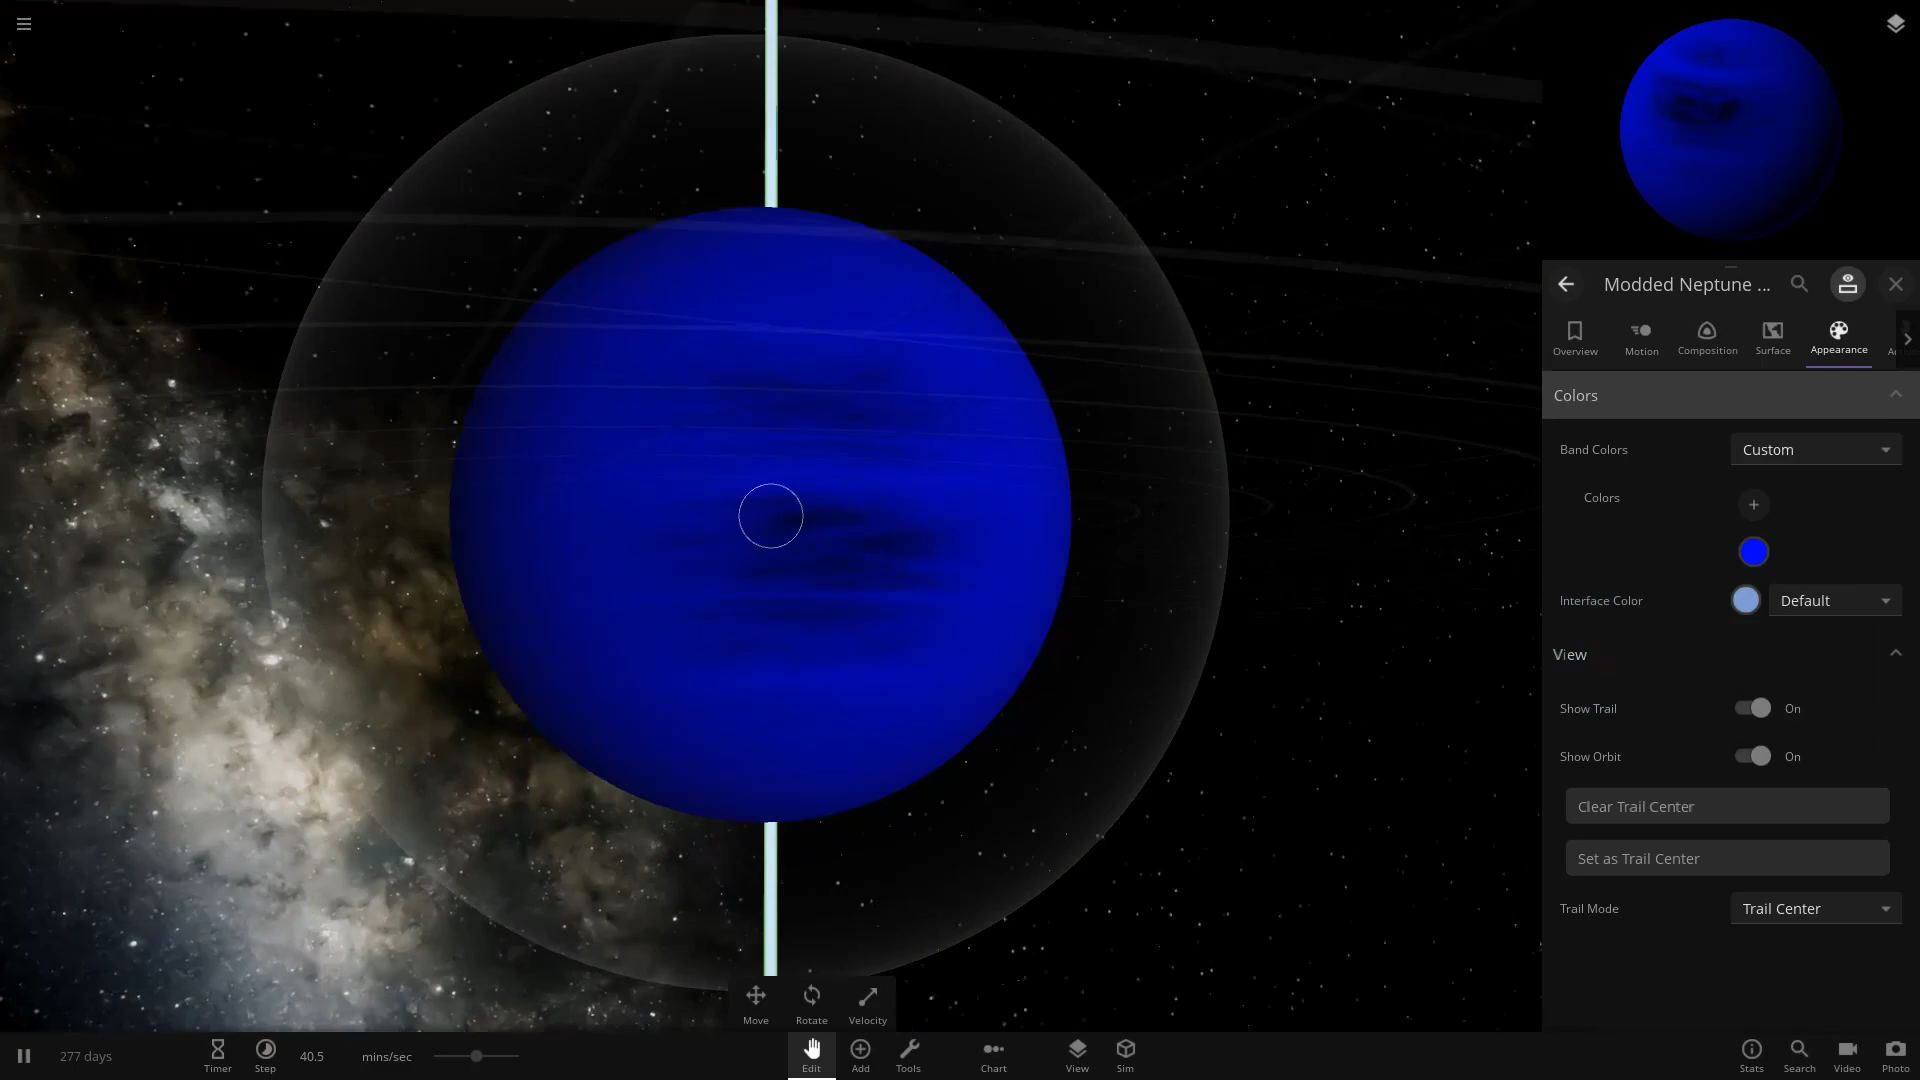 Modded Neptune ...
Overview
Motion
Composition
Surface
Appearance
Colors
Band Colors
Custom
Colors
Interface Color
Default
View
Show Trail
On
Show Orbit
On
Clear Trail Center
Set as Trail Center
Trail Mode
Trail Center
Move
Rotate
Velocity
277 days
Timer
Step
40.5
mins/sec
Edit
Add
Tools
Chart
View
Sim
Stats
Search
Video
Photo